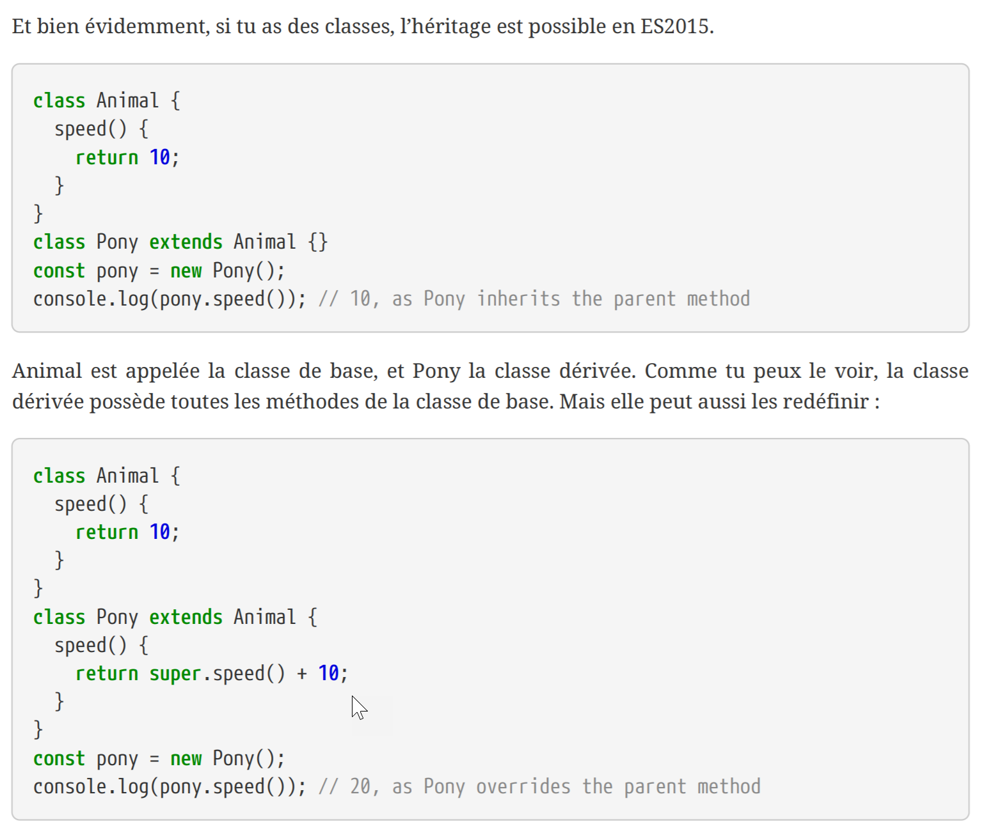 Et bien évidemment, si tu as des classes, l’héritage est possible en ES2015.
class Animal {
  speed() {
    return 10;
  }
}
class Pony extends Animal {}
const pony = new Pony();
console.log(pony.speed()); // 10, as Pony inherits the parent method
Animal est appelée la classe de base, et Pony la classe dérivée. Comme tu peux le voir, la classe
dérivée possède toutes les méthodes de la classe de base. Mais elle peut aussi les redéfinir :
class Animal {
  speed() {
    return 10;
  }
}
class Pony extends Animal {
  speed() {
    return super.speed() + 10;
  }
}
const pony = new Pony();
console.log(pony.speed()); // 20, as Pony overrides the parent method